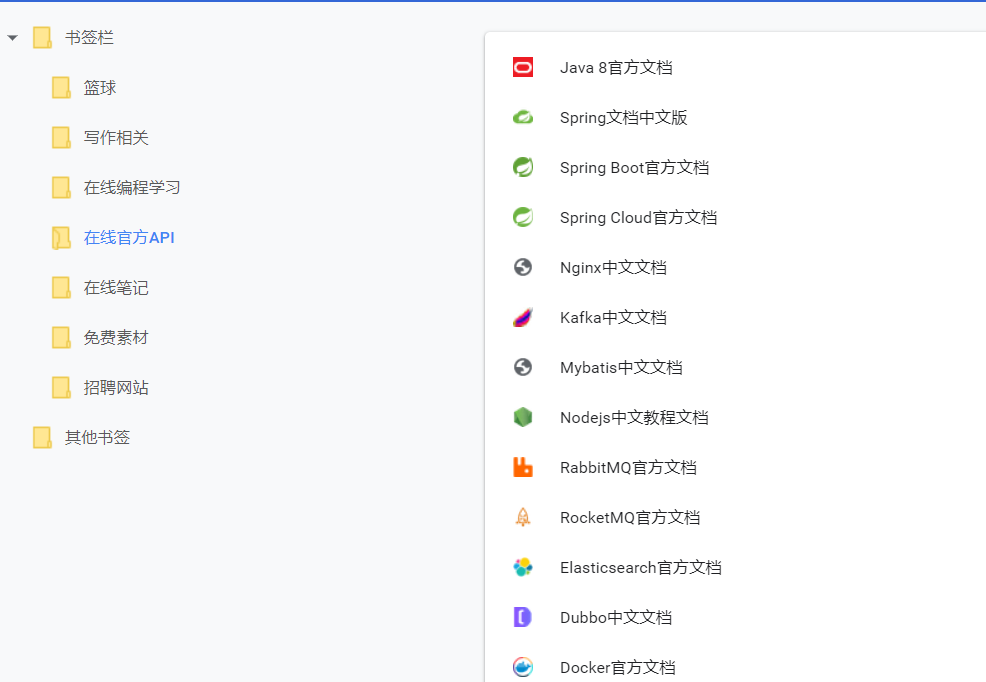 书签栏
篮球
写作相关
在线编程学习
在线官方API
在线笔记
免费素材
招聘网站
其他书签
Java 8官方文档
Spring文档中文版
Spring Boot官方文档
Spring Cloud官方文档
Nginx中文文档
Kafka中文文档
Mybatis中文文档
Nodejs中文教程文档
RabbitMQ官方文档
RocketMQ官方文档
Elasticsearch官方文档
Dubbo中文文档
Docker官方文档